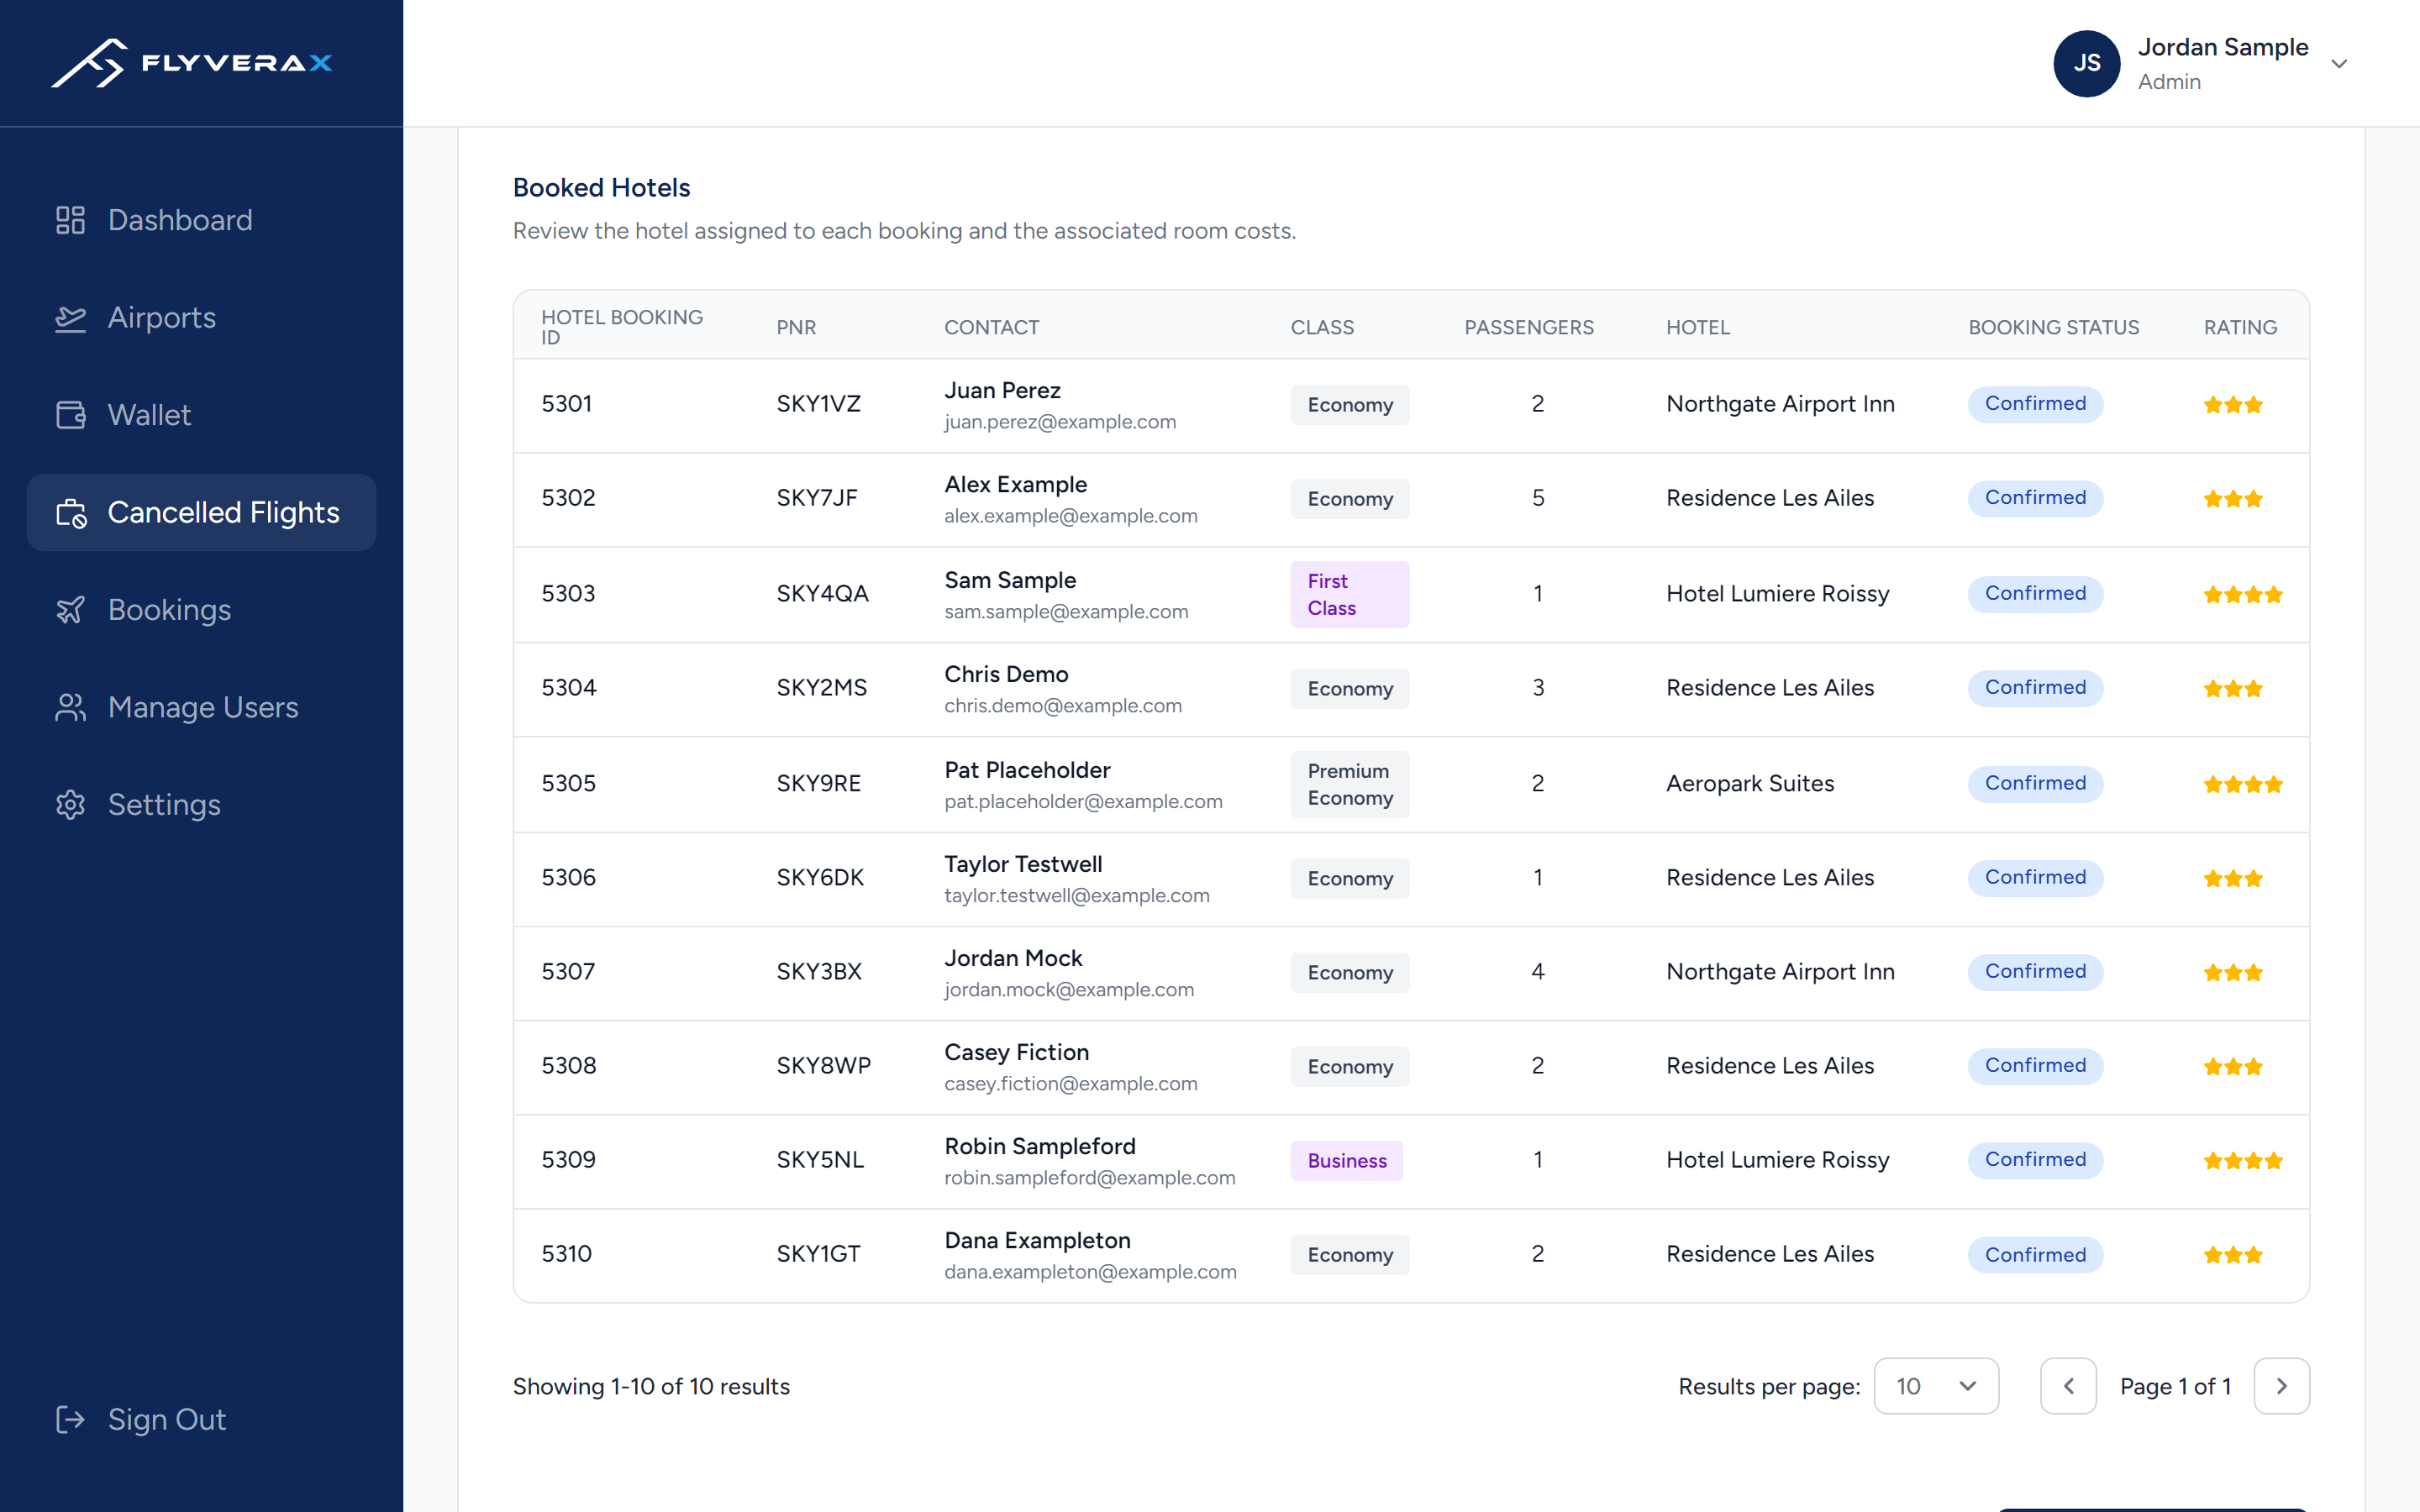 FLYVERAX
JS
Jordan Sample
Admin
Dashboard
Airports
Wallet
Cancelled Flights
Bookings
Manage Users
Settings
Sign Out
Booked Hotels
Review the hotel assigned to each booking and the associated room costs.
HOTEL BOOKING ID PNR CONTACT CLASS PASSENGERS HOTEL BOOKING STATUS RATING
5301 SKY1VZ Juan Perez juan.perez@example.com Economy 2 Northgate Airport Inn Confirmed
5302 SKY7JF Alex Example alex.example@example.com Economy 5 Residence Les Ailes Confirmed
5303 SKY4QA Sam Sample sam.sample@example.com First Class 1 Hotel Lumiere Roissy Confirmed
5304 SKY2MS Chris Demo chris.demo@example.com Economy 3 Residence Les Ailes Confirmed
5305 SKY9RE Pat Placeholder pat.placeholder@example.com Premium Economy 2 Aeropark Suites Confirmed
5306 SKY6DK Taylor Testwell taylor.testwell@example.com Economy 1 Residence Les Ailes Confirmed
5307 SKY3BX Jordan Mock jordan.mock@example.com Economy 4 Northgate Airport Inn Confirmed
5308 SKY8WP Casey Fiction casey.fiction@example.com Economy 2 Residence Les Ailes Confirmed
5309 SKY5NL Robin Sampleford robin.sampleford@example.com Business 1 Hotel Lumiere Roissy Confirmed
5310 SKY1GT Dana Exampleton dana.exampleton@example.com Economy 2 Residence Les Ailes Confirmed
Showing 1-10 of 10 results
Results per page: 10
Page 1 of 1